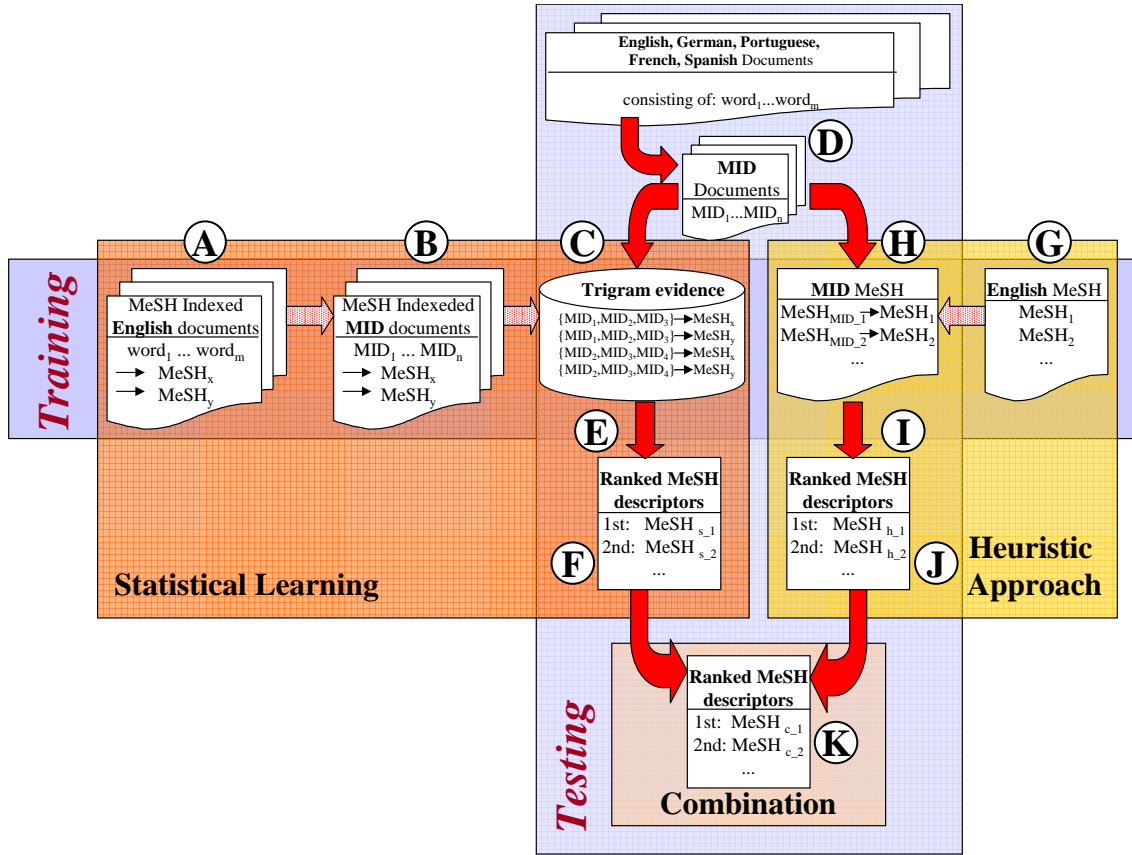 English, German, Portuguese,
French, Spanish Documents
consisting of: word1...wordm
D
MID
Documents
MID1...MIDn
A
B
C
H
G
Training
MeSH Indexed
English documents
word1 ... wordm
MeSHx
MeSHy
MeSH Indexeded
MID documents
MID1 ... MIDn
MeSHx
MeSHy
Trigram evidence
{MID1,MID2,MID3}→MeSHx
{MID1,MID2,MID3}→MeSHy
{MID2,MID3,MID4}→MeSHx
{MID2,MID3,MID4}→MeSHy
MID MeSH
MeSHMID_1→MeSH1
MeSHMID_2→MeSH2
...
English MeSH
MeSH1
MeSH2
...
E
I
Ranked MeSH
descriptors
1st: MeSH s_1
2nd: MeSH s_2
...
F
Ranked MeSH
descriptors
1st: MeSH h_1
2nd: MeSH h_2
...
J
Statistical Learning
Heuristic
Approach
Testing
Ranked MeSH
descriptors
1st: MeSH c_1
2nd: MeSH c_2
...
K
Combination